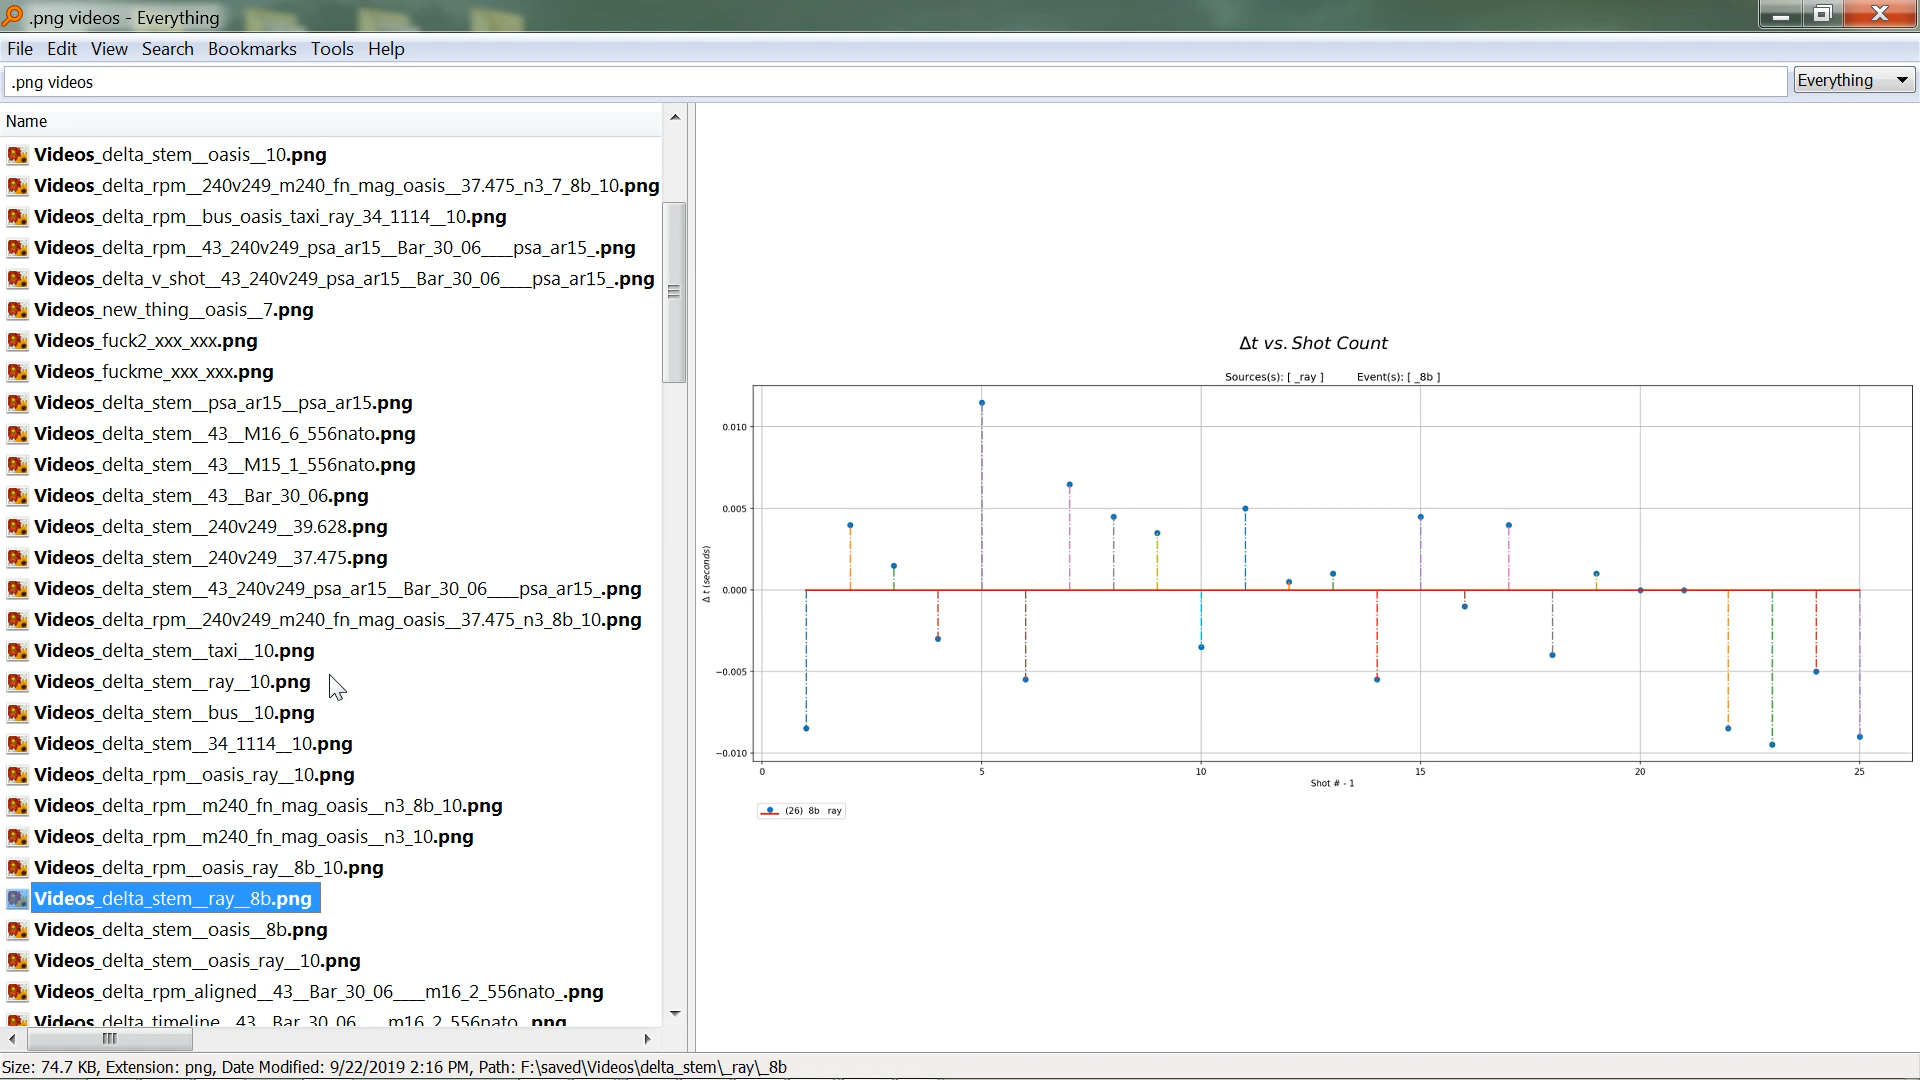 .png videos - Everything
File Edit View Search Bookmarks Tools Help
.png videos
Everything
Name
Videos_delta_stem__oasis__10.png
Videos_delta_rpm__240v249_m240_fn_mag_oasis__37.475_n3_7_8b_10.png
Videos_delta_rpm__bus_oasis_taxi_ray_34_1114__10.png
Videos_delta_rpm__43_240v249_psa_ar15__Bar_30_06____psa_ar15_.png
Videos_delta_v_shot__43_240v249_psa_ar15__Bar_30_06____psa_ar15_.png
Videos_new_thing__oasis__7.png
Videos_fuck2_xxx_xxx.png
Videos_fuckme_xxx_xxx.png
Videos_delta_stem__psa_ar15__psa_ar15.png
Videos_delta_stem__43__M16_6_556nato.png
Videos_delta_stem__43__M15_1_556nato.png
Videos_delta_stem__43__Bar_30_06.png
Videos_delta_stem__240v249__39.628.png
Videos_delta_stem__240v249__37.475.png
Videos_delta_stem__43_240v249_psa_ar15__Bar_30_06____psa_ar15_.png
Videos_delta_rpm__240v249_m240_fn_mag_oasis__37.475_n3_8b_10.png
Videos_delta_stem__taxi__10.png
Videos_delta_stem__ray__10.png
Videos_delta_stem__bus__10.png
Videos_delta_stem__34_1114__10.png
Videos_delta_rpm__oasis_ray__10.png
Videos_delta_rpm__m240_fn_mag_oasis__n3_8b_10.png
Videos_delta_rpm__m240_fn_mag_oasis__n3_10.png
Videos_delta_rpm__oasis_ray__8b_10.png
Videos_delta_stem__ray__8b.png
Videos_delta_stem__oasis__8b.png
Videos_delta_stem__oasis_ray__10.png
Videos_delta_rpm_aligned__43__Bar_30_06____m16_2_556nato_.png
Videos_delta_timeline__43__Bar_30_06____m16_2_556nato_.png
Δt vs. Shot Count
Sources(s): [ _ray ] Event(s): [ _8b ]
0.010
0.005
0.000
−0.005
−0.010
Δ t (seconds)
0 5 10 15 20 25
Shot # - 1
(26) 8b ray
Size: 74.7 KB, Extension: png, Date Modified: 9/22/2019 2:16 PM, Path: F:\saved\Videos\delta_stem\_ray\_8b